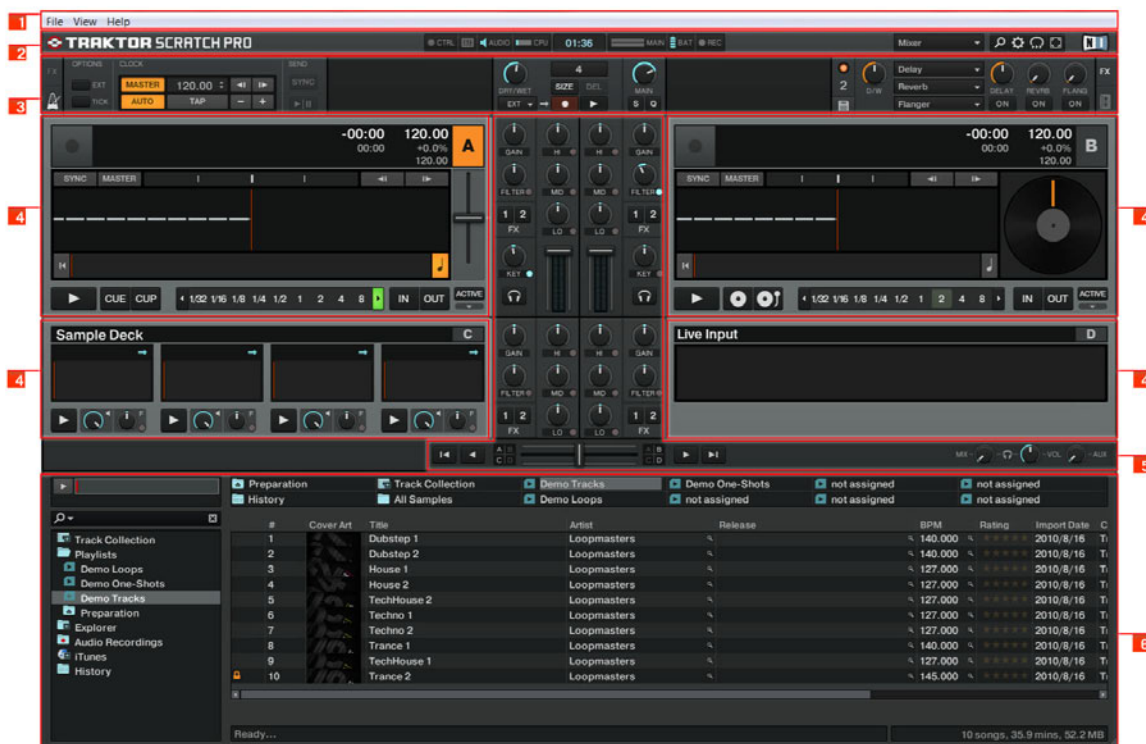 1
File View Help
2
TRAKTOR SCRATCH PRO
CTRL AUDIO CPU 01:36 MAIN BAT REC
Mixer
3
FX OPTIONS CLOCK SEND
EXT MASTER 120.00 SYNC
TICK AUTO TAP - +
DRY/WET 4 MAIN
SIZE DEL
EXT S Q
2 D/W
Delay
Reverb
Flanger
DELAY REVRB FLANG
ON ON ON
FX
4
-00:00 120.00
00:00 +0.0%
120.00
A
SYNC MASTER
CUE CUP 1/32 1/16 1/8 1/4 1/2 1 2 4 8 IN OUT ACTIVE
GAIN HI HI GAIN
FILTER MID MID FILTER
1 2 LO LO 1 2
FX FX
KEY KEY
-00:00 120.00
00:00 +0.0%
120.00
B
SYNC MASTER
1/32 1/16 1/8 1/4 1/2 1 2 4 8 IN OUT ACTIVE
4
4
Sample Deck C
GAIN HI HI GAIN
FILTER MID MID FILTER
1 2 LO LO 1 2
FX FX
Live Input D
4
A B
C D
A B
C D
MIX VOL AUX
5
Preparation Track Collection Demo Tracks Demo One-Shots not assigned not assigned
History All Samples Demo Loops not assigned not assigned not assigned
Track Collection
Playlists
Demo Loops
Demo One-Shots
Demo Tracks
Preparation
Explorer
Audio Recordings
iTunes
History
# Cover Art Title Artist Release BPM Rating Import Date C
1 Dubstep 1 Loopmasters 140.000 2010/8/16
2 Dubstep 2 Loopmasters 140.000 2010/8/16
3 House 1 Loopmasters 127.000 2010/8/16
4 House 2 Loopmasters 127.000 2010/8/16
5 TechHouse 2 Loopmasters 127.000 2010/8/16
6 Techno 1 Loopmasters 127.000 2010/8/16
7 Techno 2 Loopmasters 127.000 2010/8/16
8 Trance 1 Loopmasters 140.000 2010/8/16
9 TechHouse 1 Loopmasters 127.000 2010/8/16
10 Trance 2 Loopmasters 145.000 2010/8/16
6
Ready...
10 songs, 35.9 mins, 52.2 MB